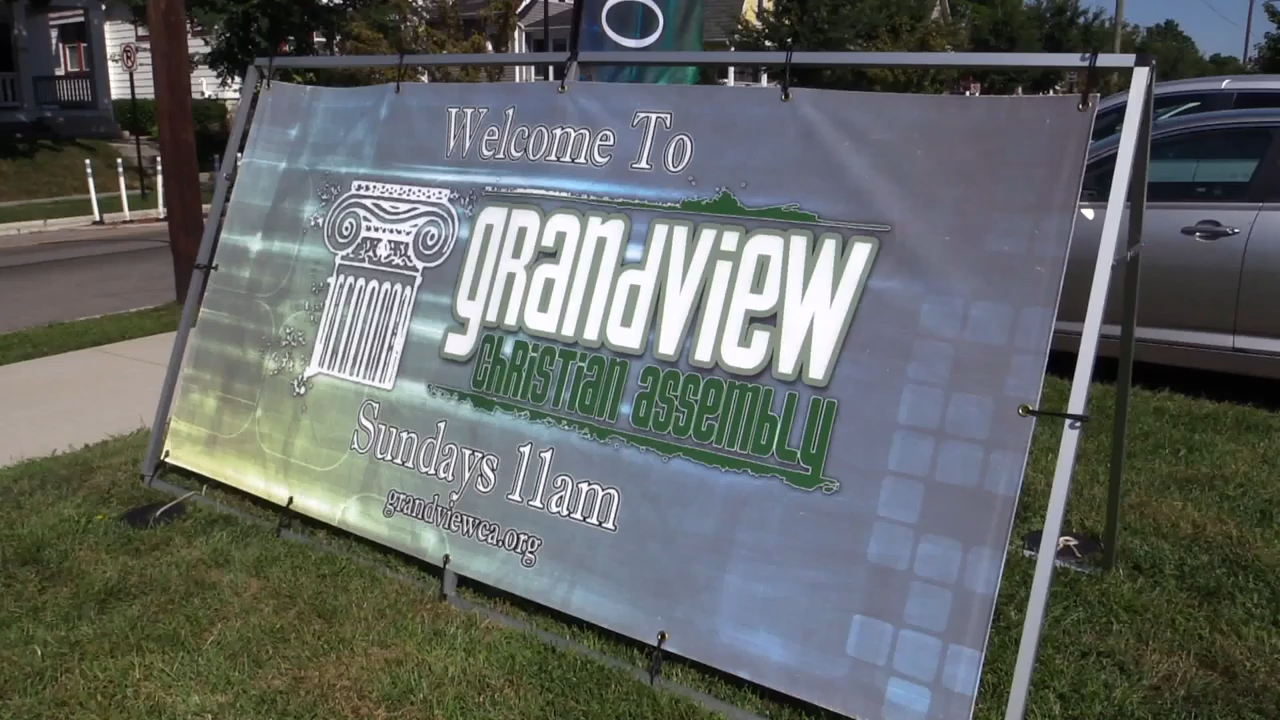 Welcome To
grandview
christian assembly
Sundays 11am
grandviewca.org